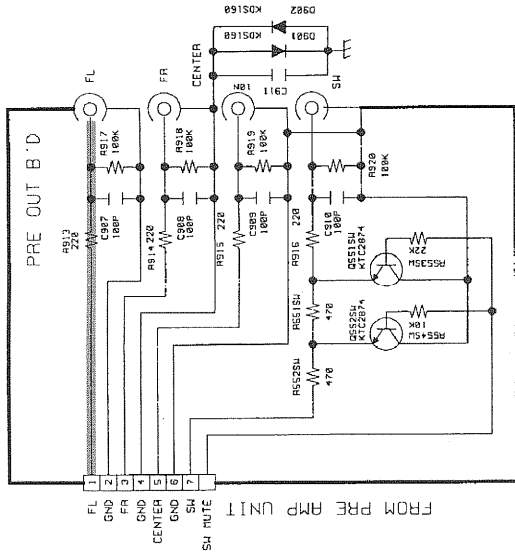 PRE OUT B'D
FL
FR
CENTER
SW
D902
KDS160
D901
KDS160
C911
10N
R913
220
C907
100P
R917
100K
R914 220
C908
100P
R918
100K
R915
220
C909
100P
R919
100K
R916
220
C910
100P
R920
100K
R551SW
470
R552SW
470
Q551SW
KTC2874
R553SW
22K
Q552SW
KTC2874
R554SW
10K
1 FL
2 GND
3 FR
4 GND
5 CENTER
6 GND
7 SW
SW MUTE
FROM PRE AMP UNIT